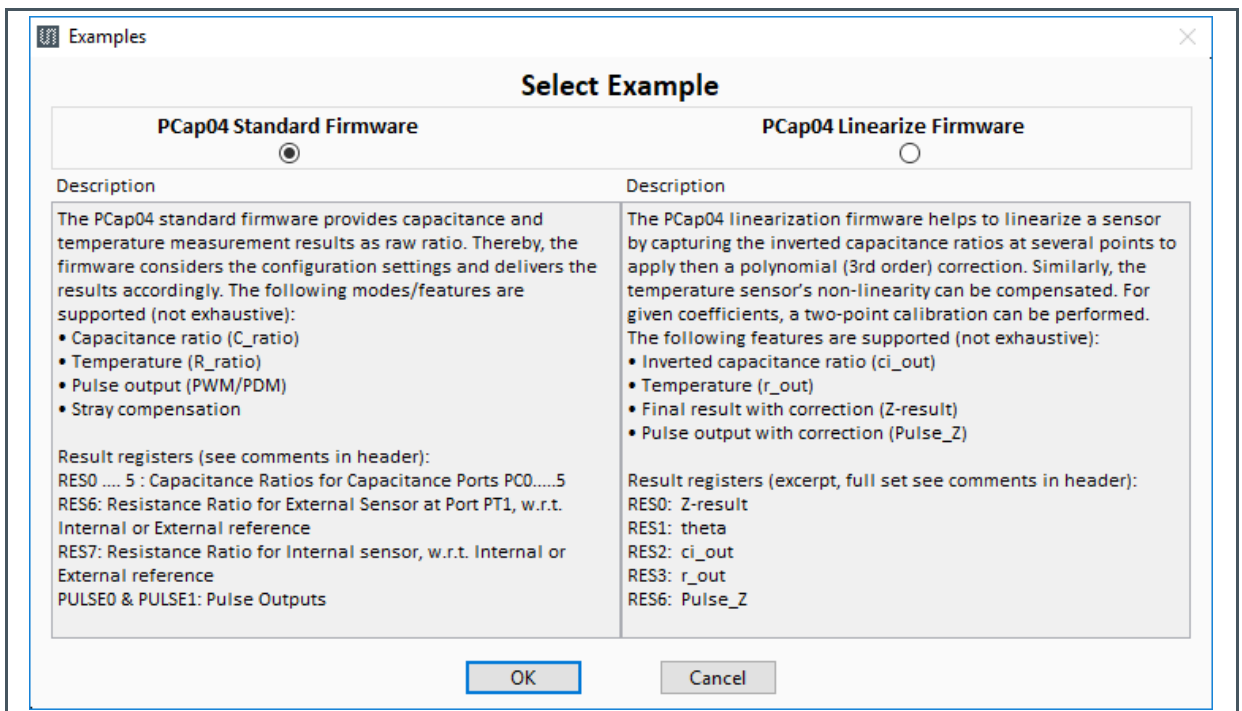 Examples
Select Example
PCap04 Standard Firmware
PCap04 Linearize Firmware
Description
The PCap04 standard firmware provides capacitance and
temperature measurement results as raw ratio. Thereby, the
firmware considers the configuration settings and delivers the
results accordingly. The following modes/features are
supported (not exhaustive):
• Capacitance ratio (C_ratio)
• Temperature (R_ratio)
• Pulse output (PWM/PDM)
• Stray compensation
Result registers (see comments in header):
RES0 .... 5 : Capacitance Ratios for Capacitance Ports PC0.....5
RES6: Resistance Ratio for External Sensor at Port PT1, w.r.t.
Internal or External reference
RES7: Resistance Ratio for Internal sensor, w.r.t. Internal or
External reference
PULSE0 & PULSE1: Pulse Outputs
Description
The PCap04 linearization firmware helps to linearize a sensor
by capturing the inverted capacitance ratios at several points to
apply then a polynomial (3rd order) correction. Similarly, the
temperature sensor's non-linearity can be compensated. For
given coefficients, a two-point calibration can be performed.
The following features are supported (not exhaustive):
• Inverted capacitance ratio (ci_out)
• Temperature (r_out)
• Final result with correction (Z-result)
• Pulse output with correction (Pulse_Z)
Result registers (excerpt, full set see comments in header):
RES0: Z-result
RES1: theta
RES2: ci_out
RES3: r_out
RES6: Pulse_Z
OK
Cancel